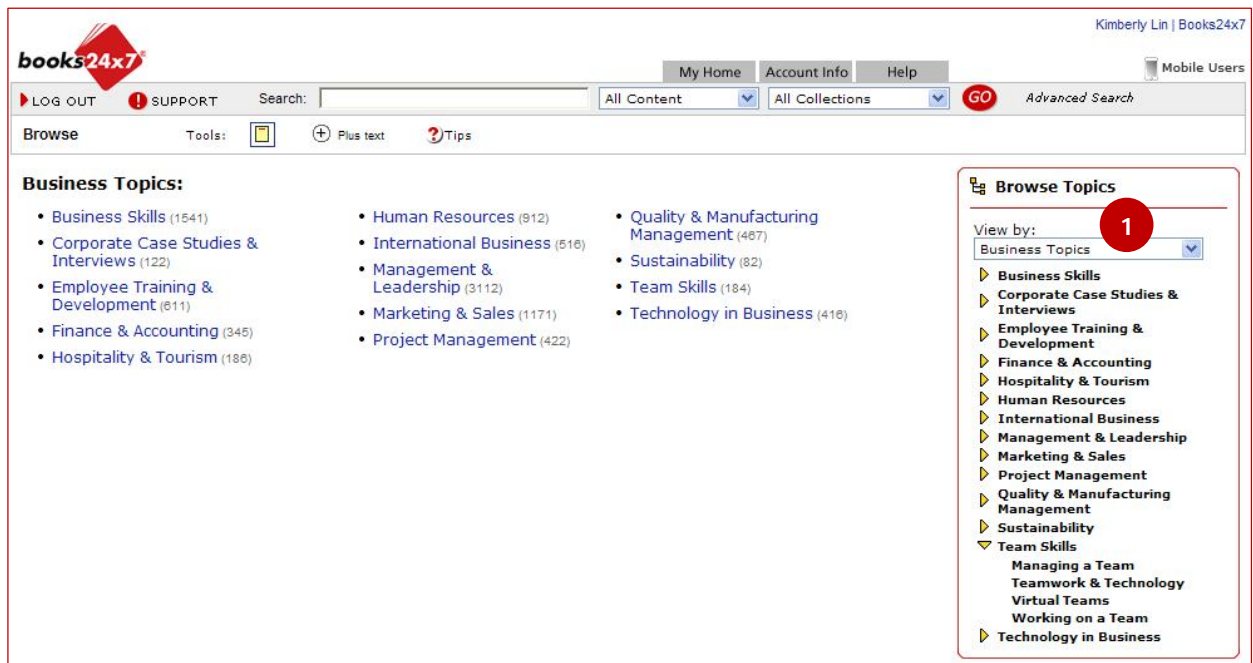 Kimberly Lin | Books24x7
books24x7®
My Home Account Info Help
Mobile Users
LOG OUT SUPPORT Search: All Content All Collections GO Advanced Search
Browse Tools: Plus text Tips
Business Topics:
• Business Skills (1541)
• Corporate Case Studies &
Interviews (122)
• Employee Training &
Development (611)
• Finance & Accounting (345)
• Hospitality & Tourism (186)
• Human Resources (912)
• International Business (516)
• Management &
Leadership (3112)
• Marketing & Sales (1171)
• Project Management (422)
• Quality & Manufacturing
Management (467)
• Sustainability (82)
• Team Skills (184)
• Technology in Business (416)
Browse Topics
View by:
1
Business Topics
Business Skills
Corporate Case Studies &
Interviews
Employee Training &
Development
Finance & Accounting
Hospitality & Tourism
Human Resources
International Business
Management & Leadership
Marketing & Sales
Project Management
Quality & Manufacturing
Management
Sustainability
Team Skills
Managing a Team
Teamwork & Technology
Virtual Teams
Working on a Team
Technology in Business